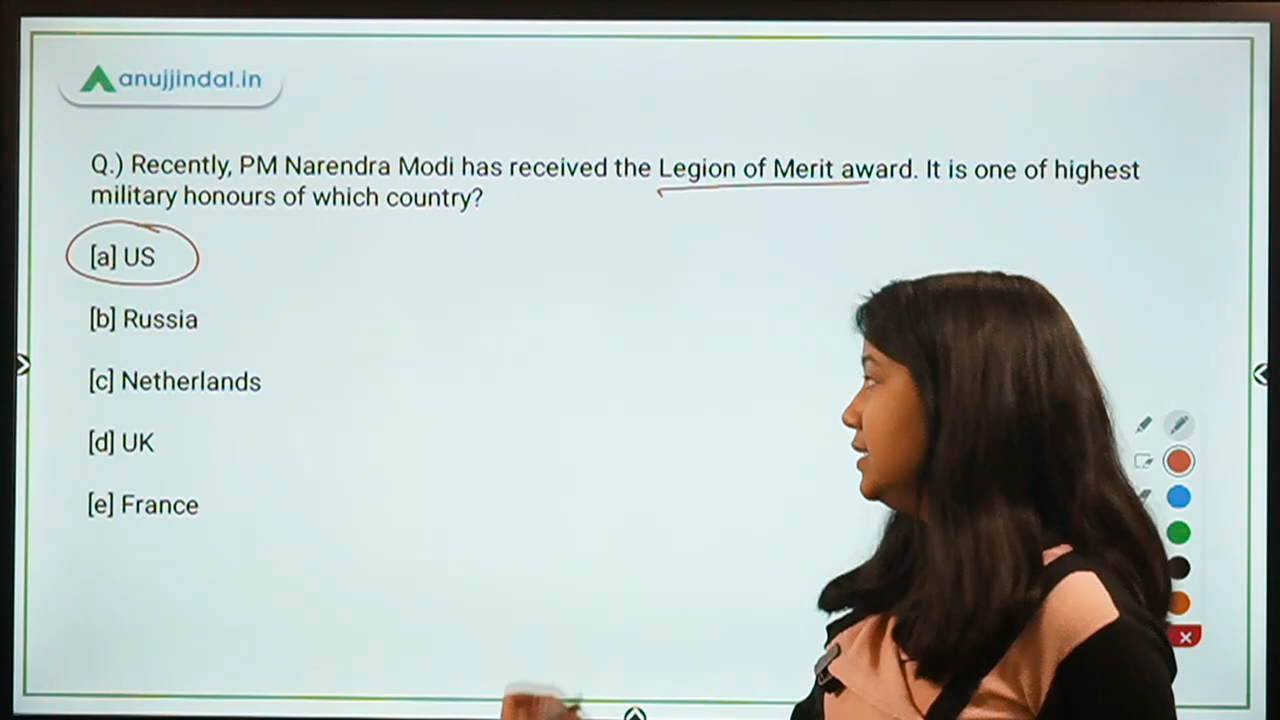 anujjindal.in
Q.) Recently, PM Narendra Modi has received the Legion of Merit award. It is one of highest
military honours of which country?
[a] US
[b] Russia
[c] Netherlands
[d] UK
[e] France